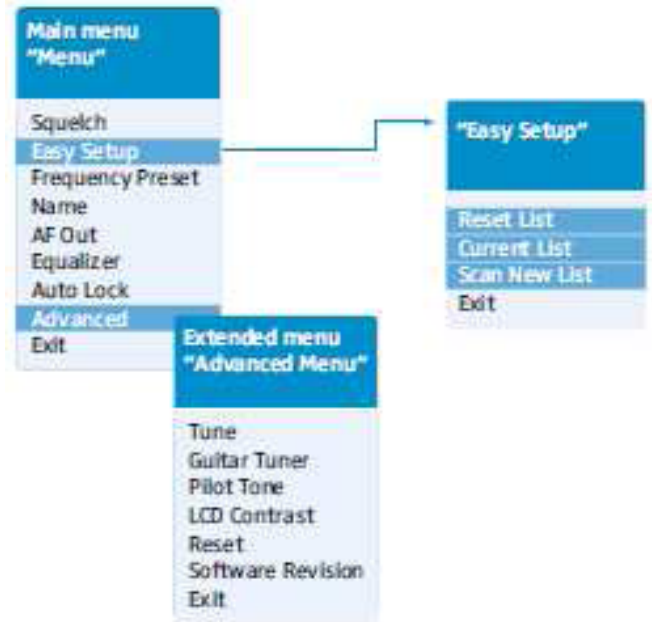 Main menu
"Menu"
Squelch
Easy Setup
Frequency Preset
Name
AF Out
Equalizer
Auto Lock
Advanced
Exit
"Easy Setup"
Reset List
Current List
Scan New List
Exit
Extended menu
"Advanced Menu"
Tune
Guitar Tuner
Pilot Tone
LCD Contrast
Reset
Software Revision
Exit